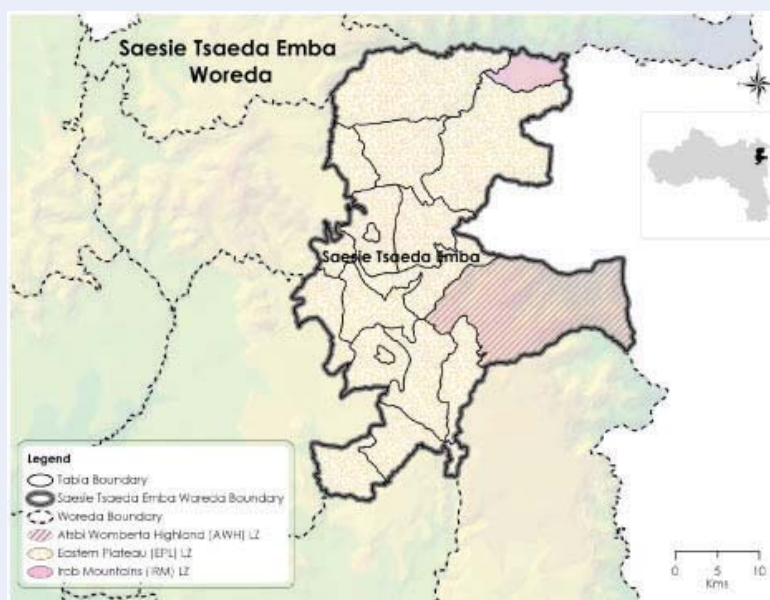 Saesie Tsaeda Emba
Woreda
Saesie Tsaeda Emba
Legend
Tabia Boundary
Saesie Tsaeda Emba Wareda Boundary
Woreda Boundary
Atsbi Womberta Highland (AWH) LZ
Eastern Plateau (EPL) LZ
Irob Mountains (IRM) LZ
0 5 10
Kms